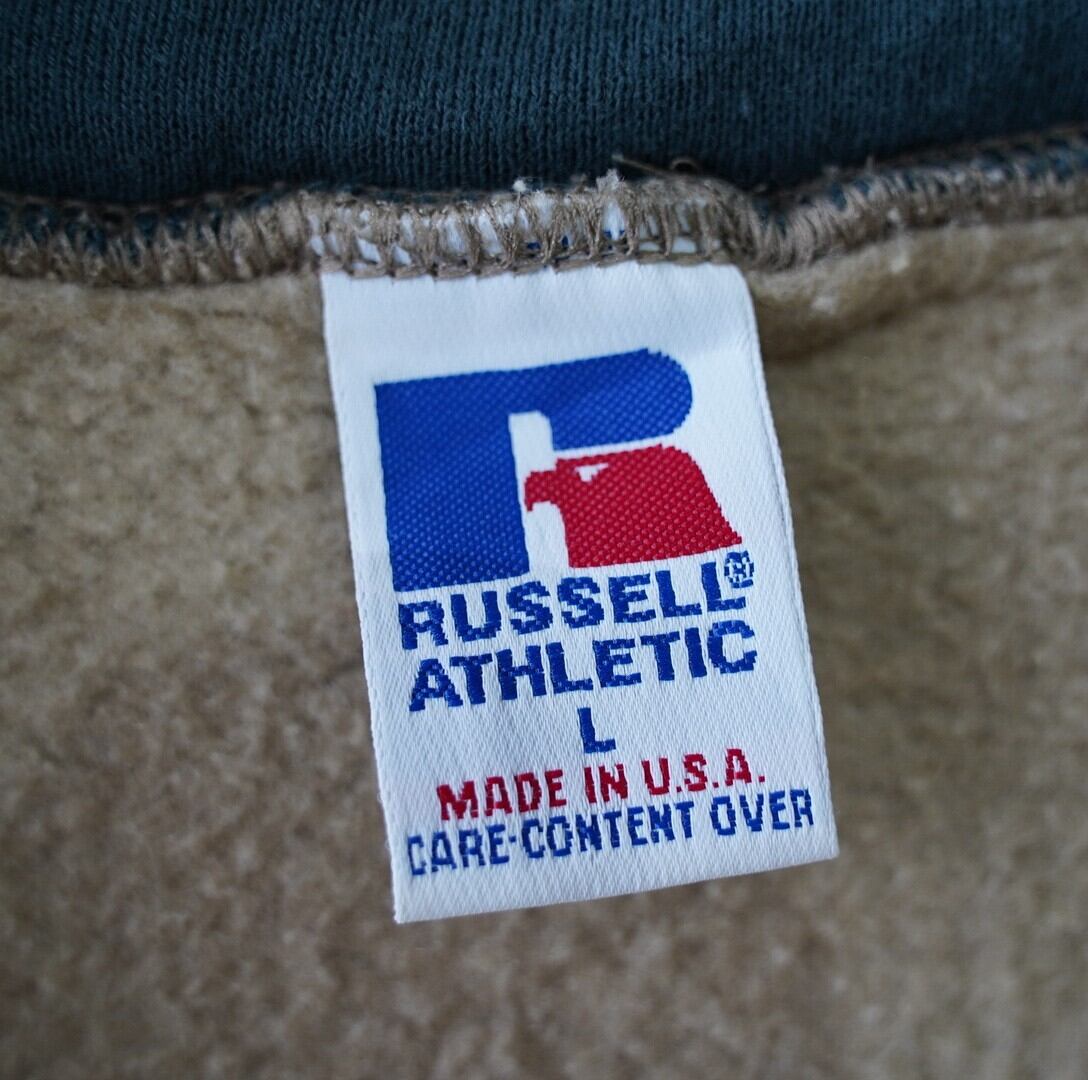 RUSSELL®
ATHLETIC
L
MADE IN U.S.A.
CARE-CONTENT OVER